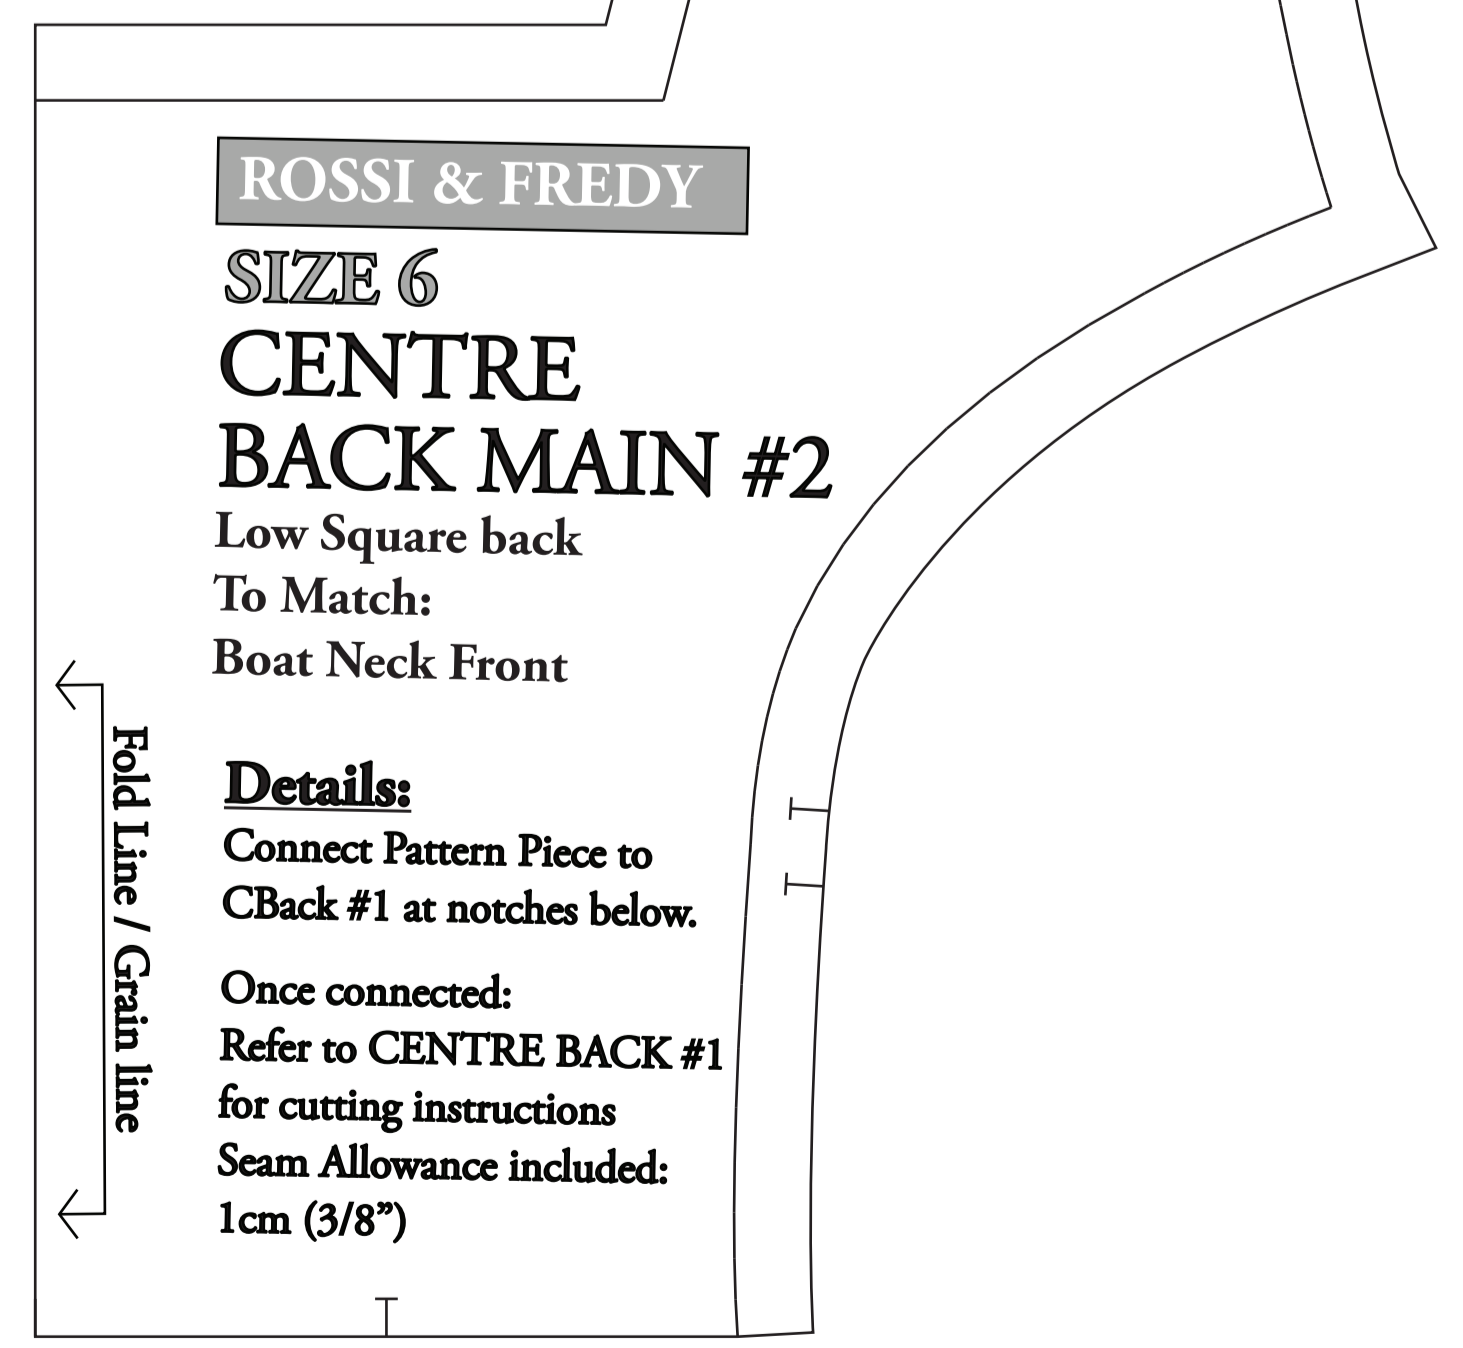 ROSSI & FREDY
SIZE 6
CENTRE
BACK MAIN #2
Low Square back
To Match:
Boat Neck Front
Fold Line / Grain line
Details:
Connect Pattern Piece to
CBack #1 at notches below.
Once connected:
Refer to CENTRE BACK #1
for cutting instructions
Seam Allowance included:
1cm (3/8”)